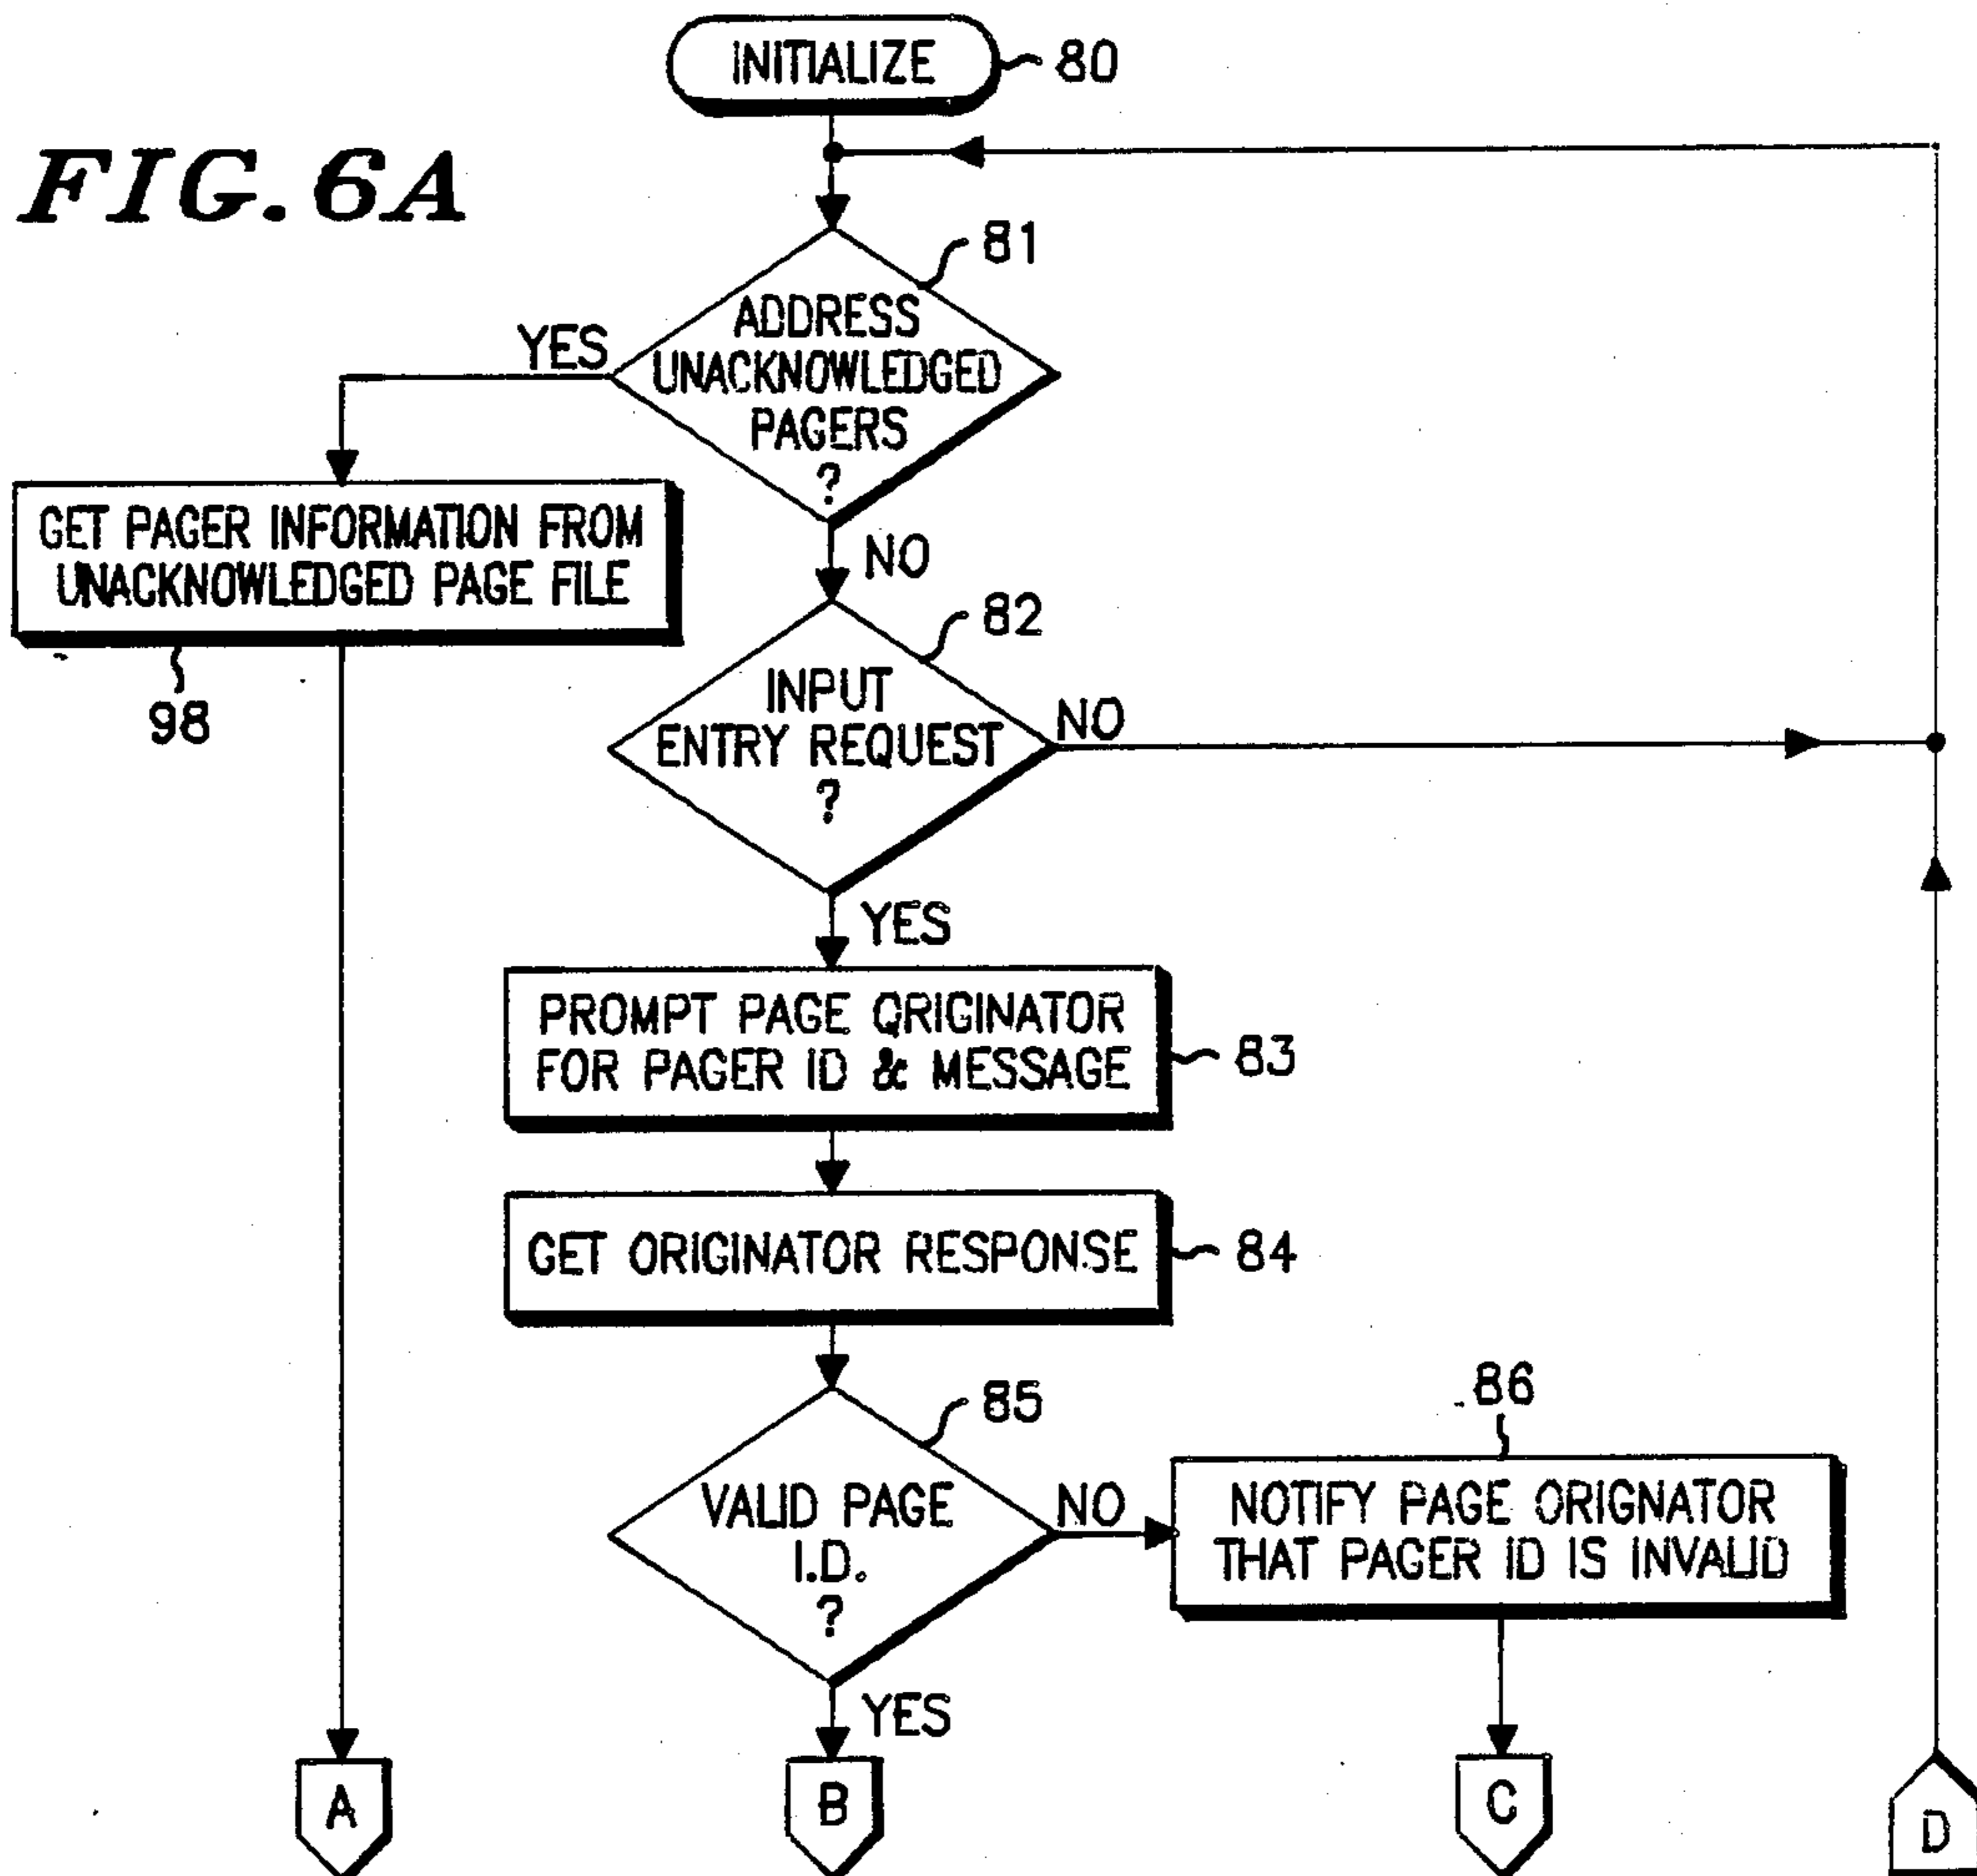 INITIALIZE
80
FIG.6A
81
ADDRESS
UNACKNOWLEDGED
PAGERS
?
YES
NO
GET PAGER INFORMATION FROM
UNACKNOWLEDGED PAGE FILE
98
82
INPUT
ENTRY REQUEST
?
NO
YES
PROMPT PAGE ORIGINATOR
FOR PAGER ID & MESSAGE
83
GET ORIGINATOR RESPONSE
84
85
VALID PAGE
I.D.
?
NO
YES
86
NOTIFY PAGE ORIGNATOR
THAT PAGER ID IS INVALID
A
B
C
D